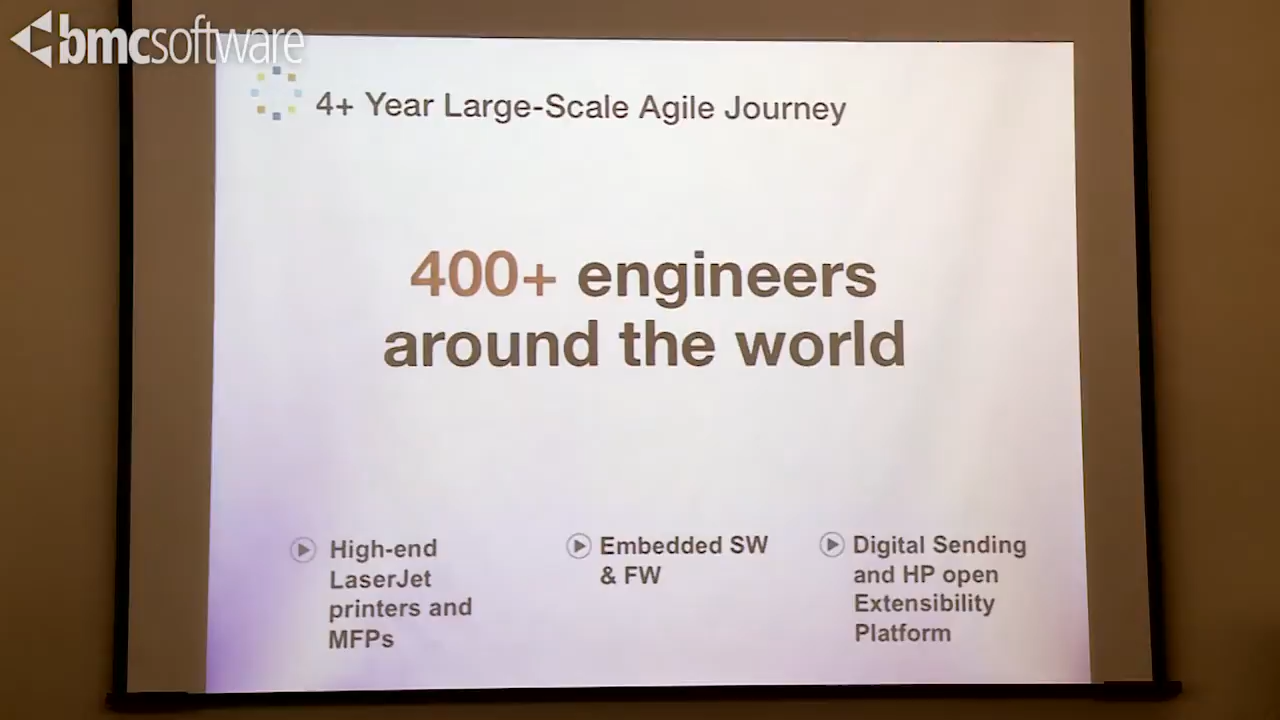 bmcsoftware
4+ Year Large-Scale Agile Journey
400+ engineers
around the world
High-end
LaserJet
printers and
MFPs
Embedded SW
& FW
Digital Sending
and HP open
Extensibility
Platform